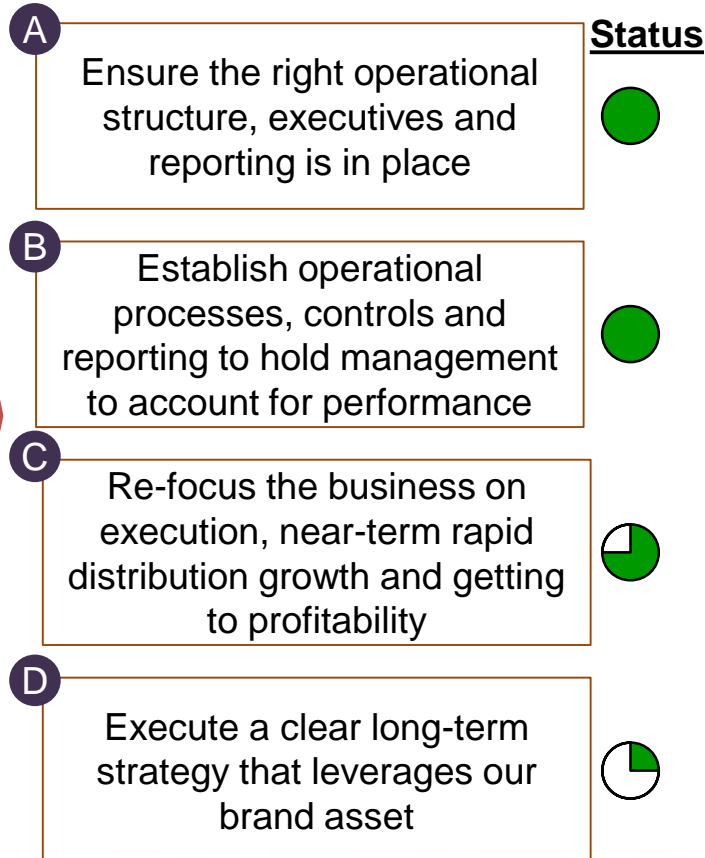 A
Status
Ensure the right operational
structure, executives and
reporting is in place
B
Establish operational
processes, controls and
reporting to hold management
to account for performance
C
Re-focus the business on
execution, near-term rapid
distribution growth and getting
to profitability
D
Execute a clear long-term
strategy that leverages our
brand asset